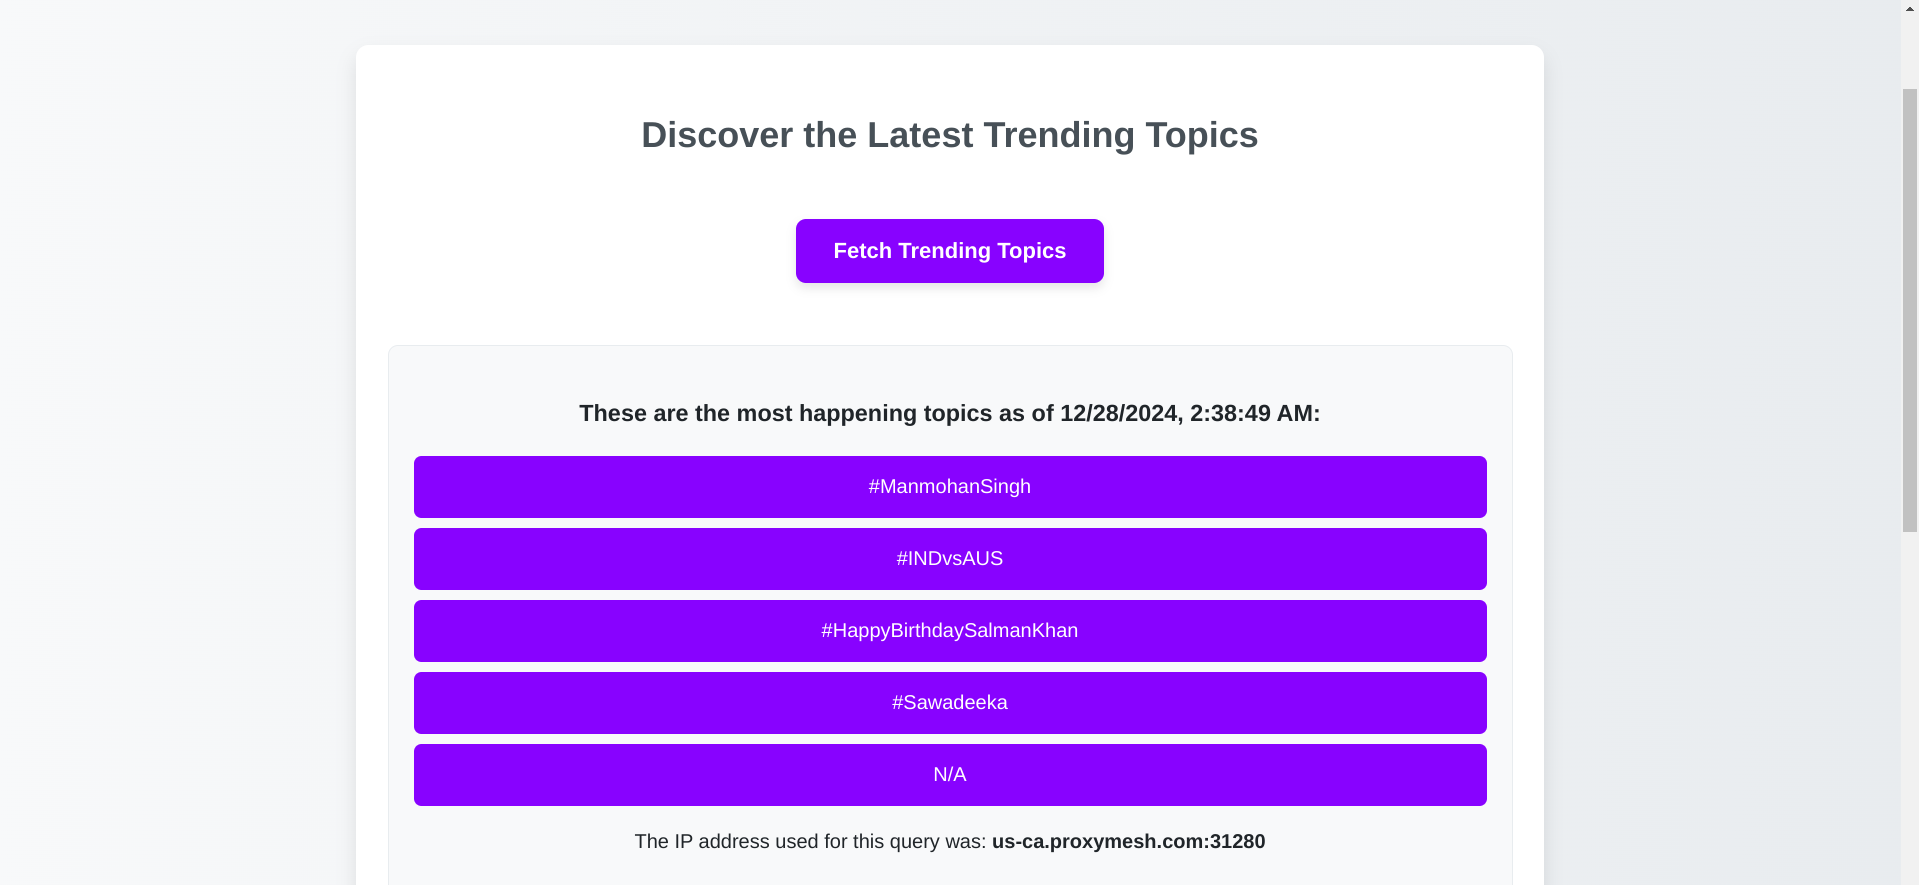 Discover the Latest Trending Topics
Fetch Trending Topics
These are the most happening topics as of 12/28/2024, 2:38:49 AM:
#ManmohanSingh
#INDvsAUS
#HappyBirthdaySalmanKhan
#Sawadeeka
N/A
The IP address used for this query was: us-ca.proxymesh.com:31280